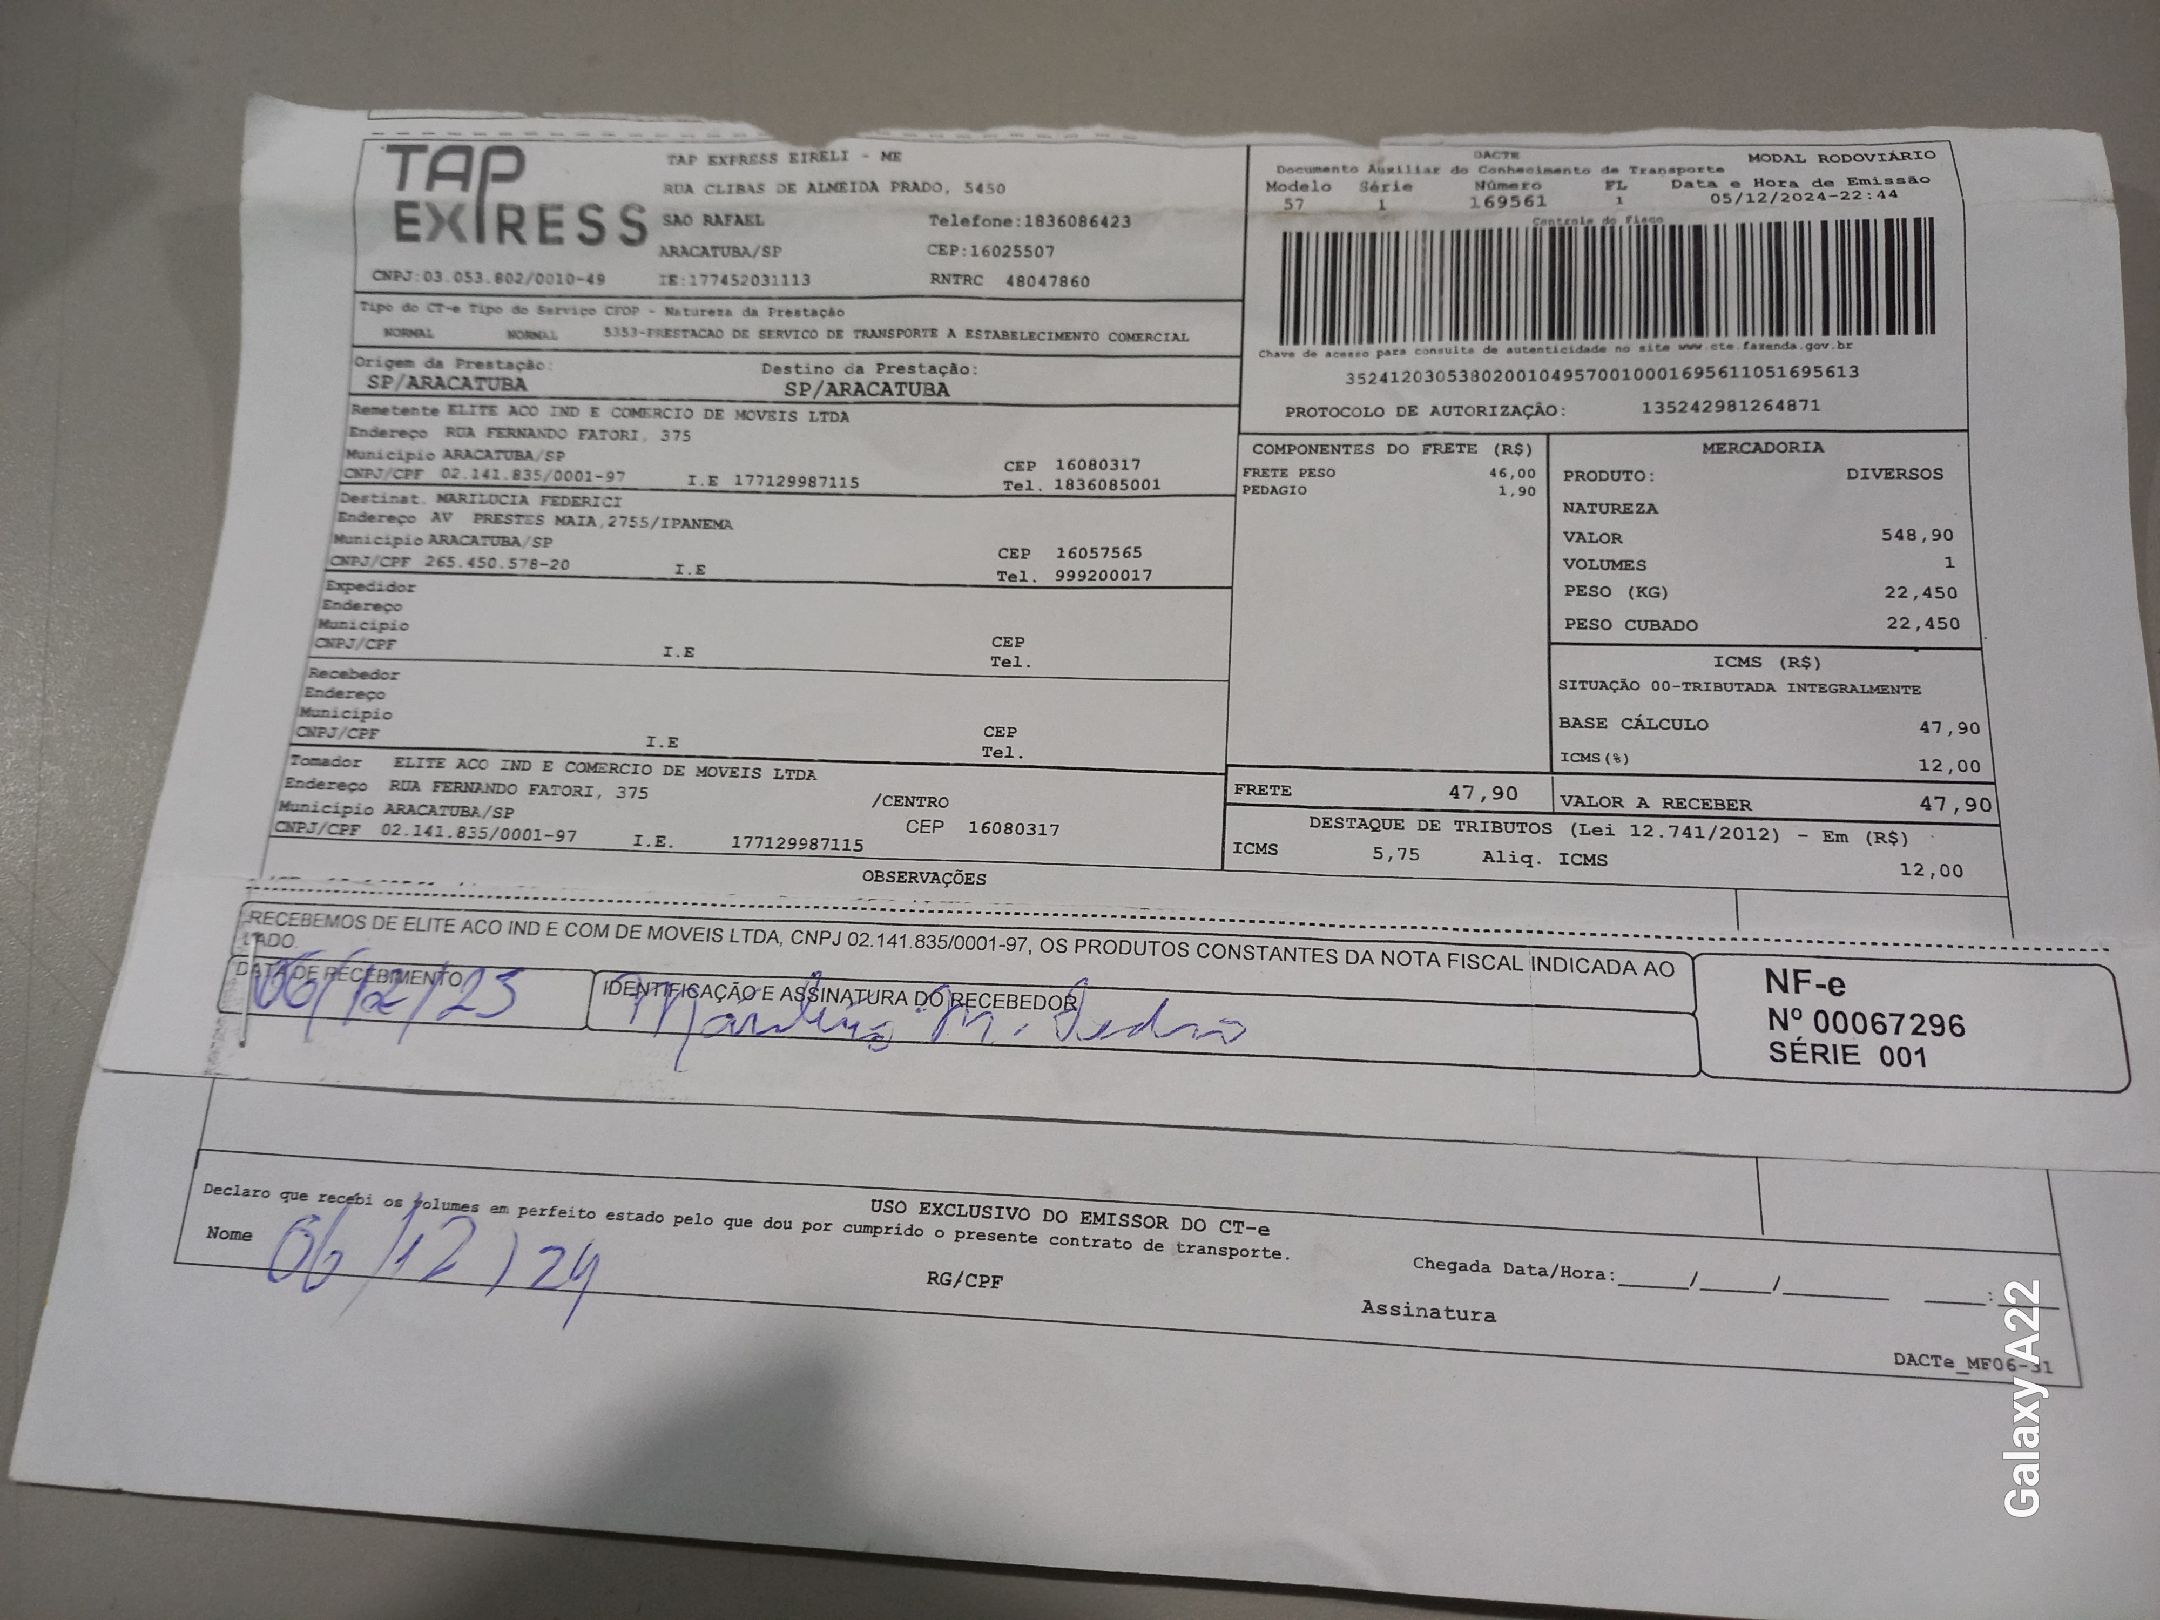 TAP EXPRESS
TAP EXPRESS EIRELI - ME
RUA CLIBAS DE ALMEIDA PRADO, 5450
SAO RAFAEL Telefone:1836086423
ARACATUBA/SP CEP:16025507
CNPJ:03.053.802/0010-49 IE:177452031113 RNTRC 48047860
DACTE MODAL RODOVIÁRIO
Documento Auxiliar do Conhecimento de Transporte
Modelo Série Número FL Data e Hora de Emissão
57 1 169561 1 05/12/2024-22:44
Controle do Fisco
Chave de acesso para consulta de autenticidade no site www.cte.fazenda.gov.br
35241203053802001049570010001695611051695613
PROTOCOLO DE AUTORIZAÇÃO: 135242981264871
Tipo do CT-e Tipo do Serviço CFOP - Natureza da Prestação
NORMAL NORMAL 5353-PRESTACAO DE SERVICO DE TRANSPORTE A ESTABELECIMENTO COMERCIAL
Origem da Prestação: Destino da Prestação:
SP/ARACATUBA SP/ARACATUBA
Remetente ELITE ACO IND E COMERCIO DE MOVEIS LTDA
Endereço RUA FERNANDO FATORI, 375
Municipio ARACATUBA/SP CEP 16080317
CNPJ/CPF 02.141.835/0001-97 I.E 177129987115 Tel. 1836085001
Destinat. MARILUCIA FEDERICI
Endereço AV PRESTES MAIA,2755/IPANEMA
Municipio ARACATUBA/SP CEP 16057565
CNPJ/CPF 265.450.578-20 I.E Tel. 999200017
Expedidor
Endereço
Municipio CEP
CNPJ/CPF I.E Tel.
Recebedor
Endereço
Municipio CEP
CNPJ/CPF I.E Tel.
Tomador ELITE ACO IND E COMERCIO DE MOVEIS LTDA
Endereço RUA FERNANDO FATORI, 375 /CENTRO
Municipio ARACATUBA/SP CEP 16080317
CNPJ/CPF 02.141.835/0001-97 I.E. 177129987115
COMPONENTES DO FRETE (R$)
FRETE PESO 46,00
PEDAGIO 1,90
MERCADORIA
PRODUTO: DIVERSOS
NATUREZA
VALOR 548,90
VOLUMES 1
PESO (KG) 22,450
PESO CUBADO 22,450
ICMS (R$)
SITUAÇÃO 00-TRIBUTADA INTEGRALMENTE
BASE CÁLCULO 47,90
ICMS(%) 12,00
FRETE 47,90 VALOR A RECEBER 47,90
DESTAQUE DE TRIBUTOS (Lei 12.741/2012) - Em (R$)
ICMS 5,75 Aliq. ICMS 12,00
OBSERVAÇÕES
RECEBEMOS DE ELITE ACO IND E COM DE MOVEIS LTDA, CNPJ 02.141.835/0001-97, OS PRODUTOS CONSTANTES DA NOTA FISCAL INDICADA AO
LADO.
DATA DE RECEBIMENTO IDENTIFICAÇÃO E ASSINATURA DO RECEBEDOR
06/12/23
NF-e
Nº 00067296
SÉRIE 001
USO EXCLUSIVO DO EMISSOR DO CT-e
Declaro que recebi os volumes em perfeito estado pelo que dou por cumprido o presente contrato de transporte.
Nome 06/12/24 RG/CPF Chegada Data/Hora:_____/_____/_______ ____:____
Assinatura
DACTe_MF06-31
Galaxy A22